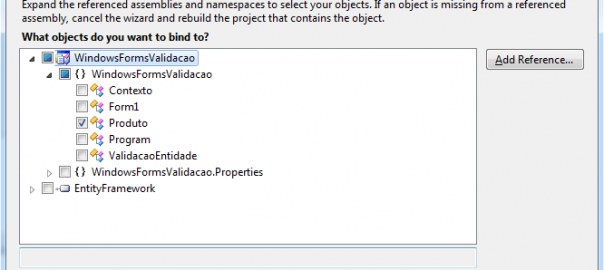 Expand the referenced assemblies and namespaces to select your objects. If an object is missing from a referenced
assembly, cancel the wizard and rebuild the project that contains the object.
What objects do you want to bind to?
WindowsFormsValidacao
Add Reference...
{} WindowsFormsValidacao
Contexto
Form1
Produto
Program
ValidacaoEntidade
{} WindowsFormsValidacao.Properties
EntityFramework